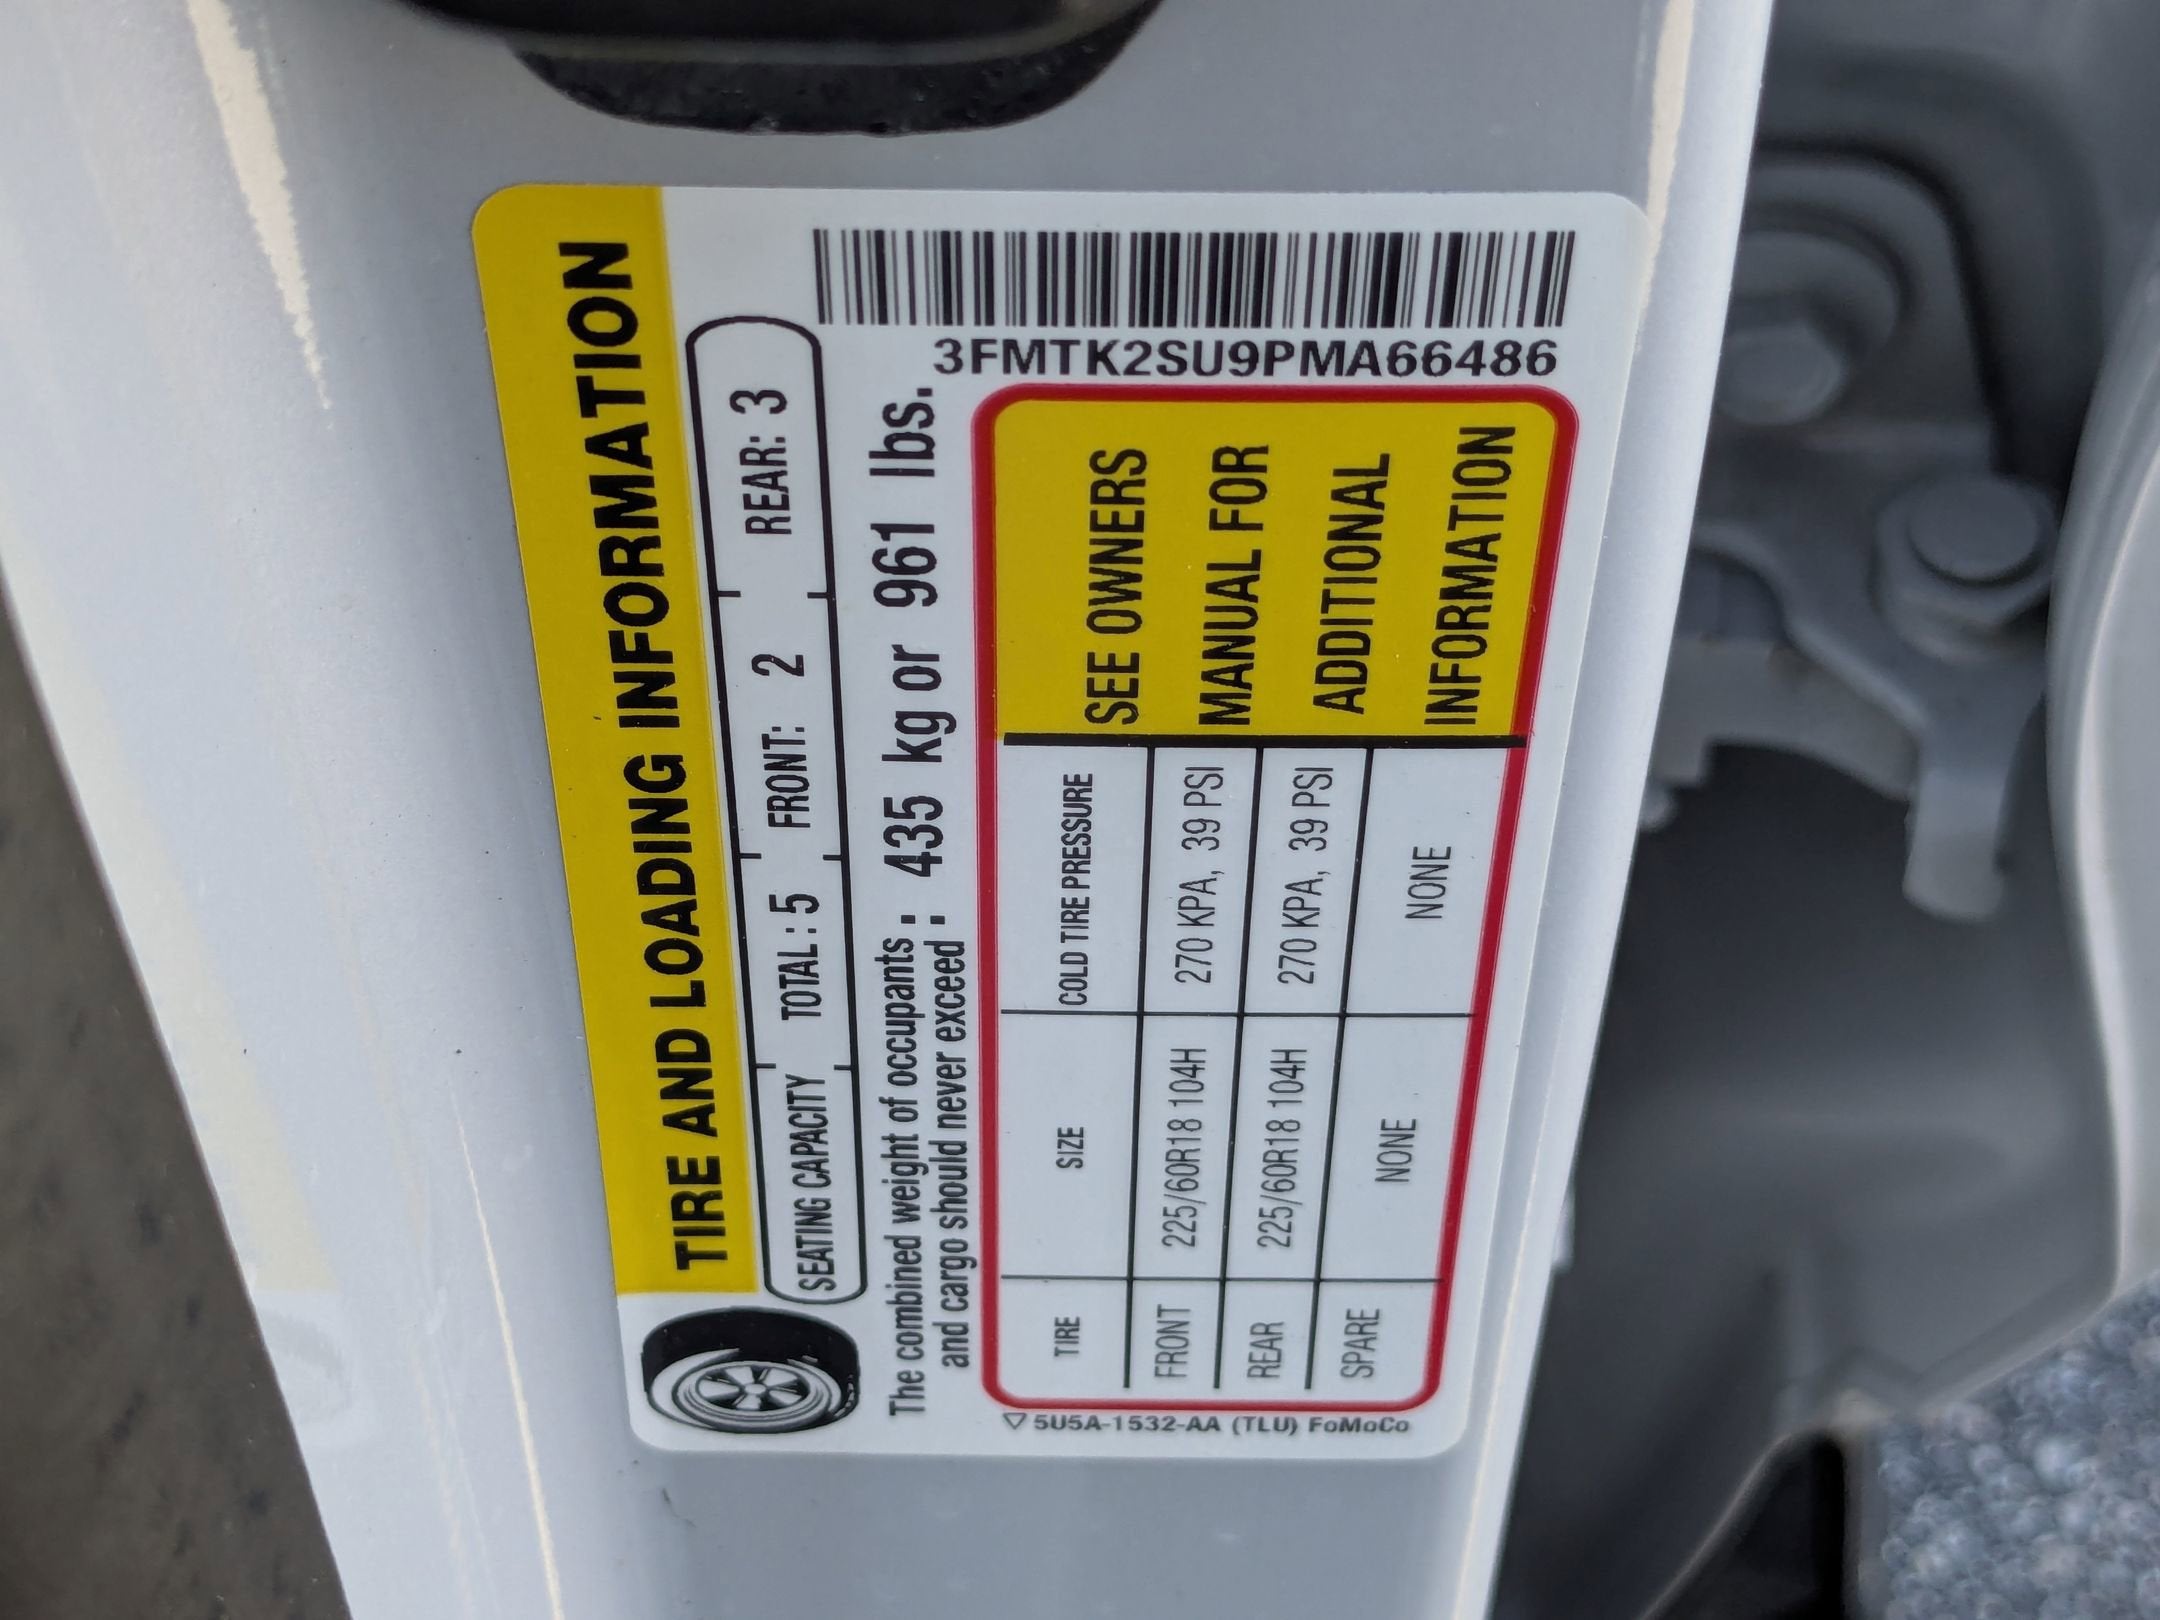 TIRE AND LOADING INFORMATION
SEATING CAPACITY TOTAL : 5 FRONT: 2 REAR: 3
The combined weight of occupants
and cargo should never exceed : 435 kg or 961 lbs.
3FMTK2SU9PMA66486
TIRE SIZE COLD TIRE PRESSURE
FRONT 225/60R18 104H 270 KPA, 39 PSI
REAR 225/60R18 104H 270 KPA, 39 PSI
SPARE NONE NONE
SEE OWNERS
MANUAL FOR
ADDITIONAL
INFORMATION
5U5A-1532-AA (TLU) FoMoCo